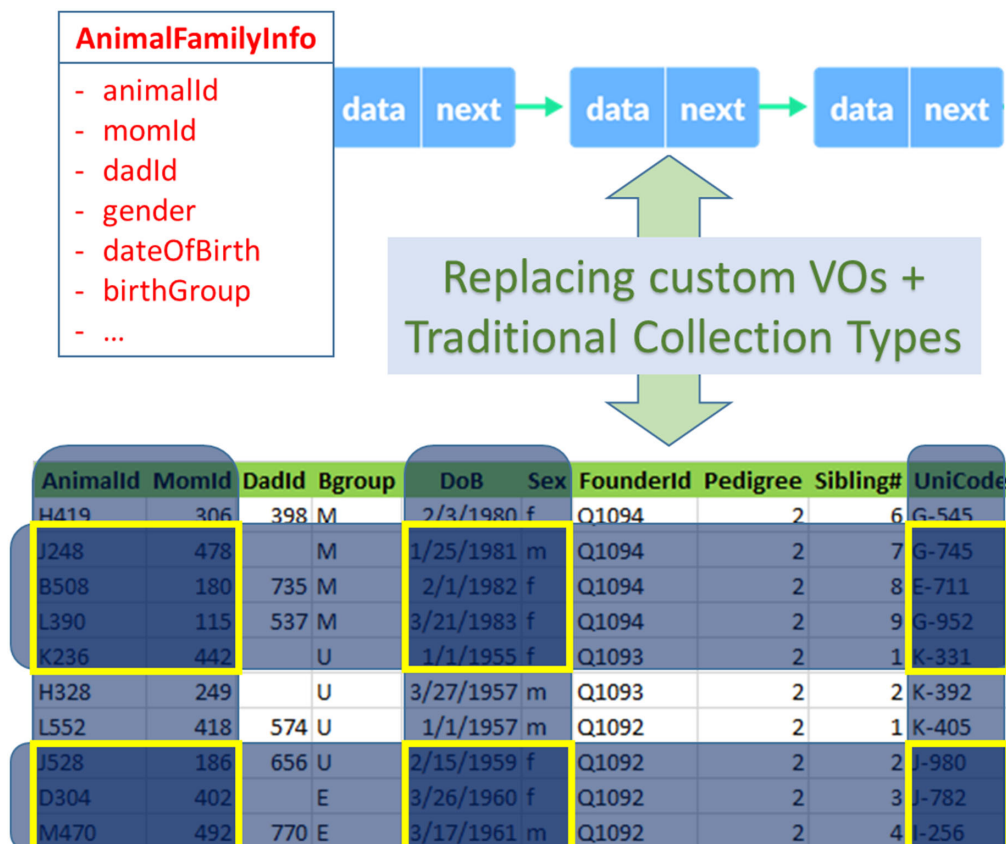 AnimalFamilyInfo
- animalId
- momId
- dadId
- gender
- dateOfBirth
- birthGroup
- ...
data next data next data next
Replacing custom VOs +
Traditional Collection Types
AnimalId MomId DadId Bgroup DoB Sex FounderId Pedigree Sibling# UniCode
H419 306 398 M 2/3/1980 f Q1094 2 6 G-545
J248 478 M 1/25/1981 m Q1094 2 7 G-745
B508 180 735 M 2/1/1982 f Q1094 2 8 E-711
L390 115 537 M 3/21/1983 f Q1094 2 9 G-952
K236 442 U 1/1/1955 f Q1093 2 1 K-331
H328 249 U 3/27/1957 m Q1093 2 2 K-392
L552 418 574 U 1/1/1957 m Q1092 2 1 K-405
J528 186 656 U 2/15/1959 f Q1092 2 2 J-980
D304 402 E 3/26/1960 f Q1092 2 3 J-782
M470 492 770 E 3/17/1961 m Q1092 2 4 I-256